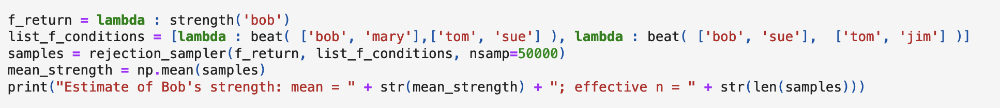 f_return = lambda : strength('bob')
list_f_conditions = [lambda : beat( ['bob', 'mary'],['tom', 'sue'] ), lambda : beat( ['bob', 'sue'],  ['tom', 'jim'] )]
samples = rejection_sampler(f_return, list_f_conditions, nsamp=50000)
mean_strength = np.mean(samples)
print("Estimate of Bob's strength: mean = " + str(mean_strength) + "; effective n = " + str(len(samples)))